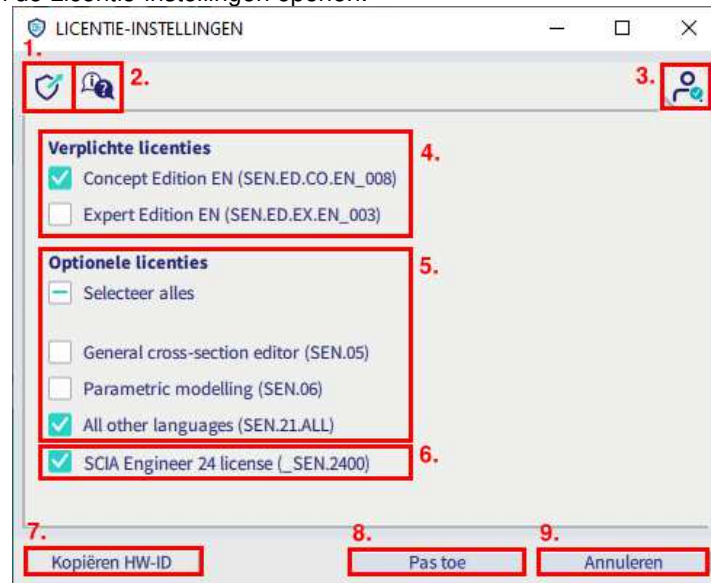 LICENTIE-INSTELLINGEN
1.
2.
3.
Verplichte licenties
4.
Concept Edition EN (SEN.ED.CO.EN_008)
Expert Edition EN (SEN.ED.EX.EN_003)
Optionele licenties
5.
Selecteer alles
General cross-section editor (SEN.05)
Parametric modelling (SEN.06)
All other languages (SEN.21.ALL)
SCIA Engineer 24 license (_SEN.2400)
6.
7.
8.
9.
Kopiëren HW-ID
Pas toe
Annuleren